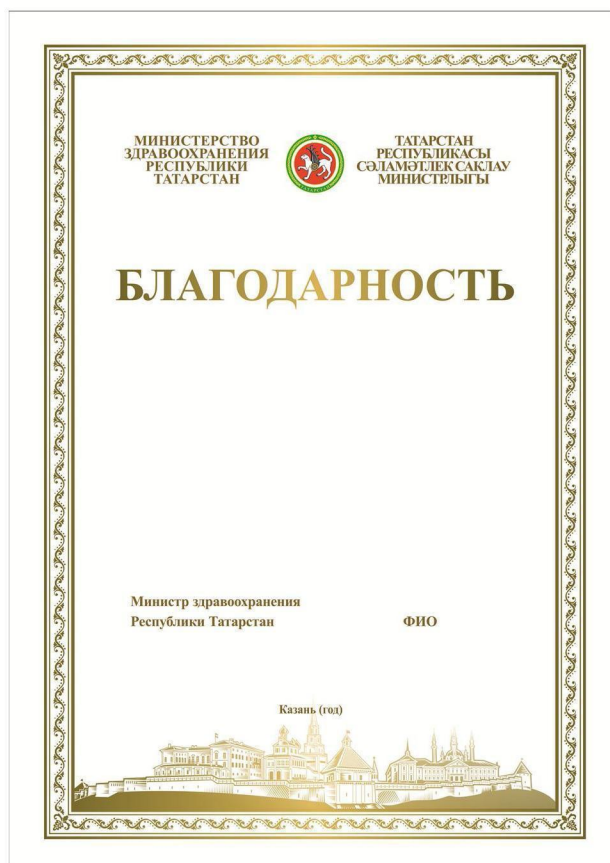 МИНИСТЕРСТВО
ЗДРАВООХРАНЕНИЯ
РЕСПУБЛИКИ
ТАТАРСТАН
ТАТАРСТАН
РЕСПУБЛИКАСЫ
СӘЛАМӘТЛЕК САКЛАУ
МИНИСТРЛЫГЫ
БЛАГОДАРНОСТЬ
Министр здравоохранения
Республики Татарстан ФИО
Казань (год)